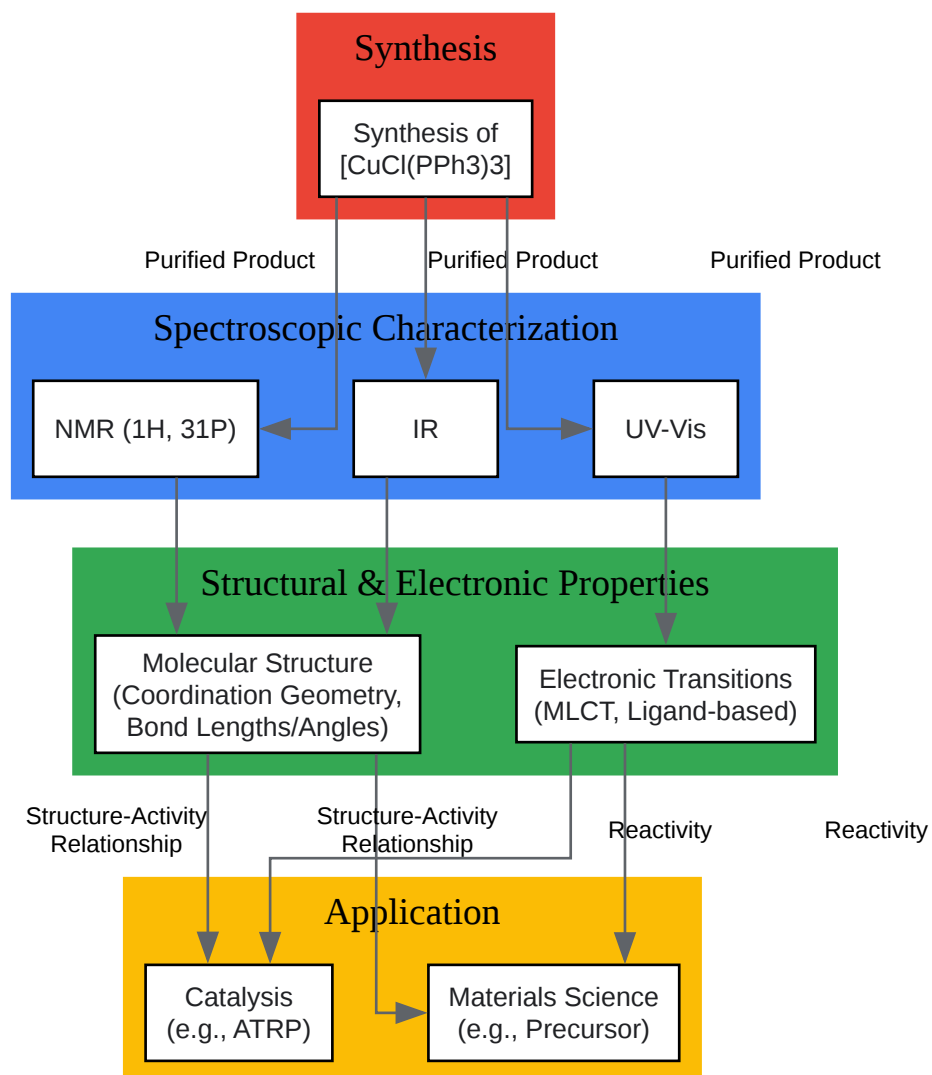 Synthesis
Synthesis of
[CuCl(PPh3)3]
Purified Product
Purified Product
Purified Product
Spectroscopic Characterization
NMR (1H, 31P)
IR
UV-Vis
Structural & Electronic Properties
Molecular Structure
(Coordination Geometry,
Bond Lengths/Angles)
Electronic Transitions
(MLCT, Ligand-based)
Structure-Activity
Relationship
Structure-Activity
Relationship
Reactivity
Reactivity
Application
Catalysis
(e.g., ATRP)
Materials Science
(e.g., Precursor)